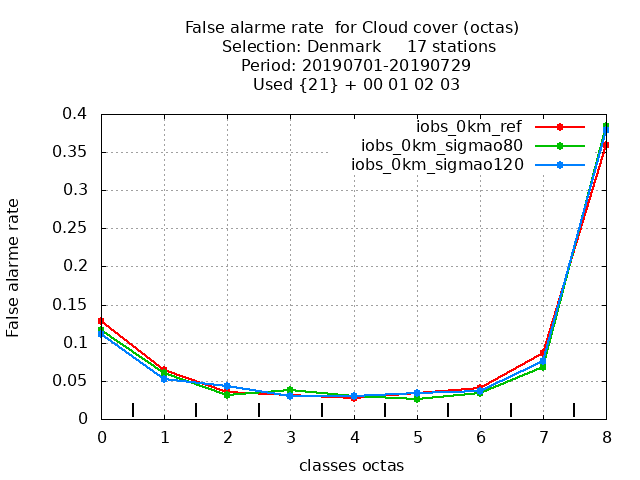 False alarme rate  for Cloud cover (octas)
Selection: Denmark     17 stations
Period: 20190701-20190729
Used {21} + 00 01 02 03
iobs_0km_ref
iobs_0km_sigmao80
iobs_0km_sigmao120
False alarme rate
0.4
0.35
0.3
0.25
0.2
0.15
0.1
0.05
0
0 1 2 3 4 5 6 7 8
classes octas